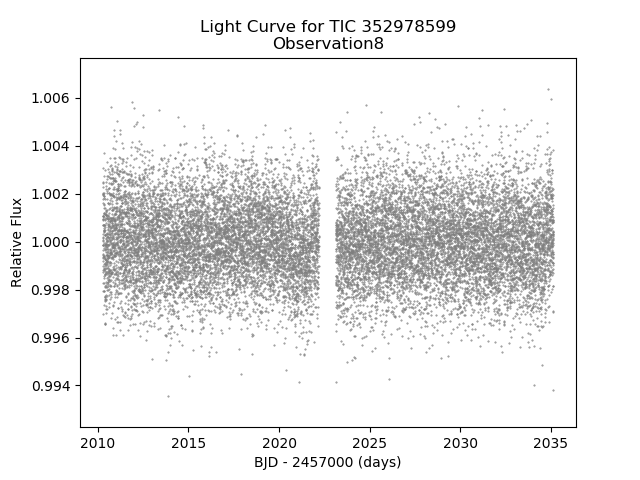 Light Curve for TIC 352978599
Observation8
1.006
1.004
1.002
1.000
0.998
0.996
0.994
Relative Flux
2010 2015 2020 2025 2030 2035
BJD - 2457000 (days)